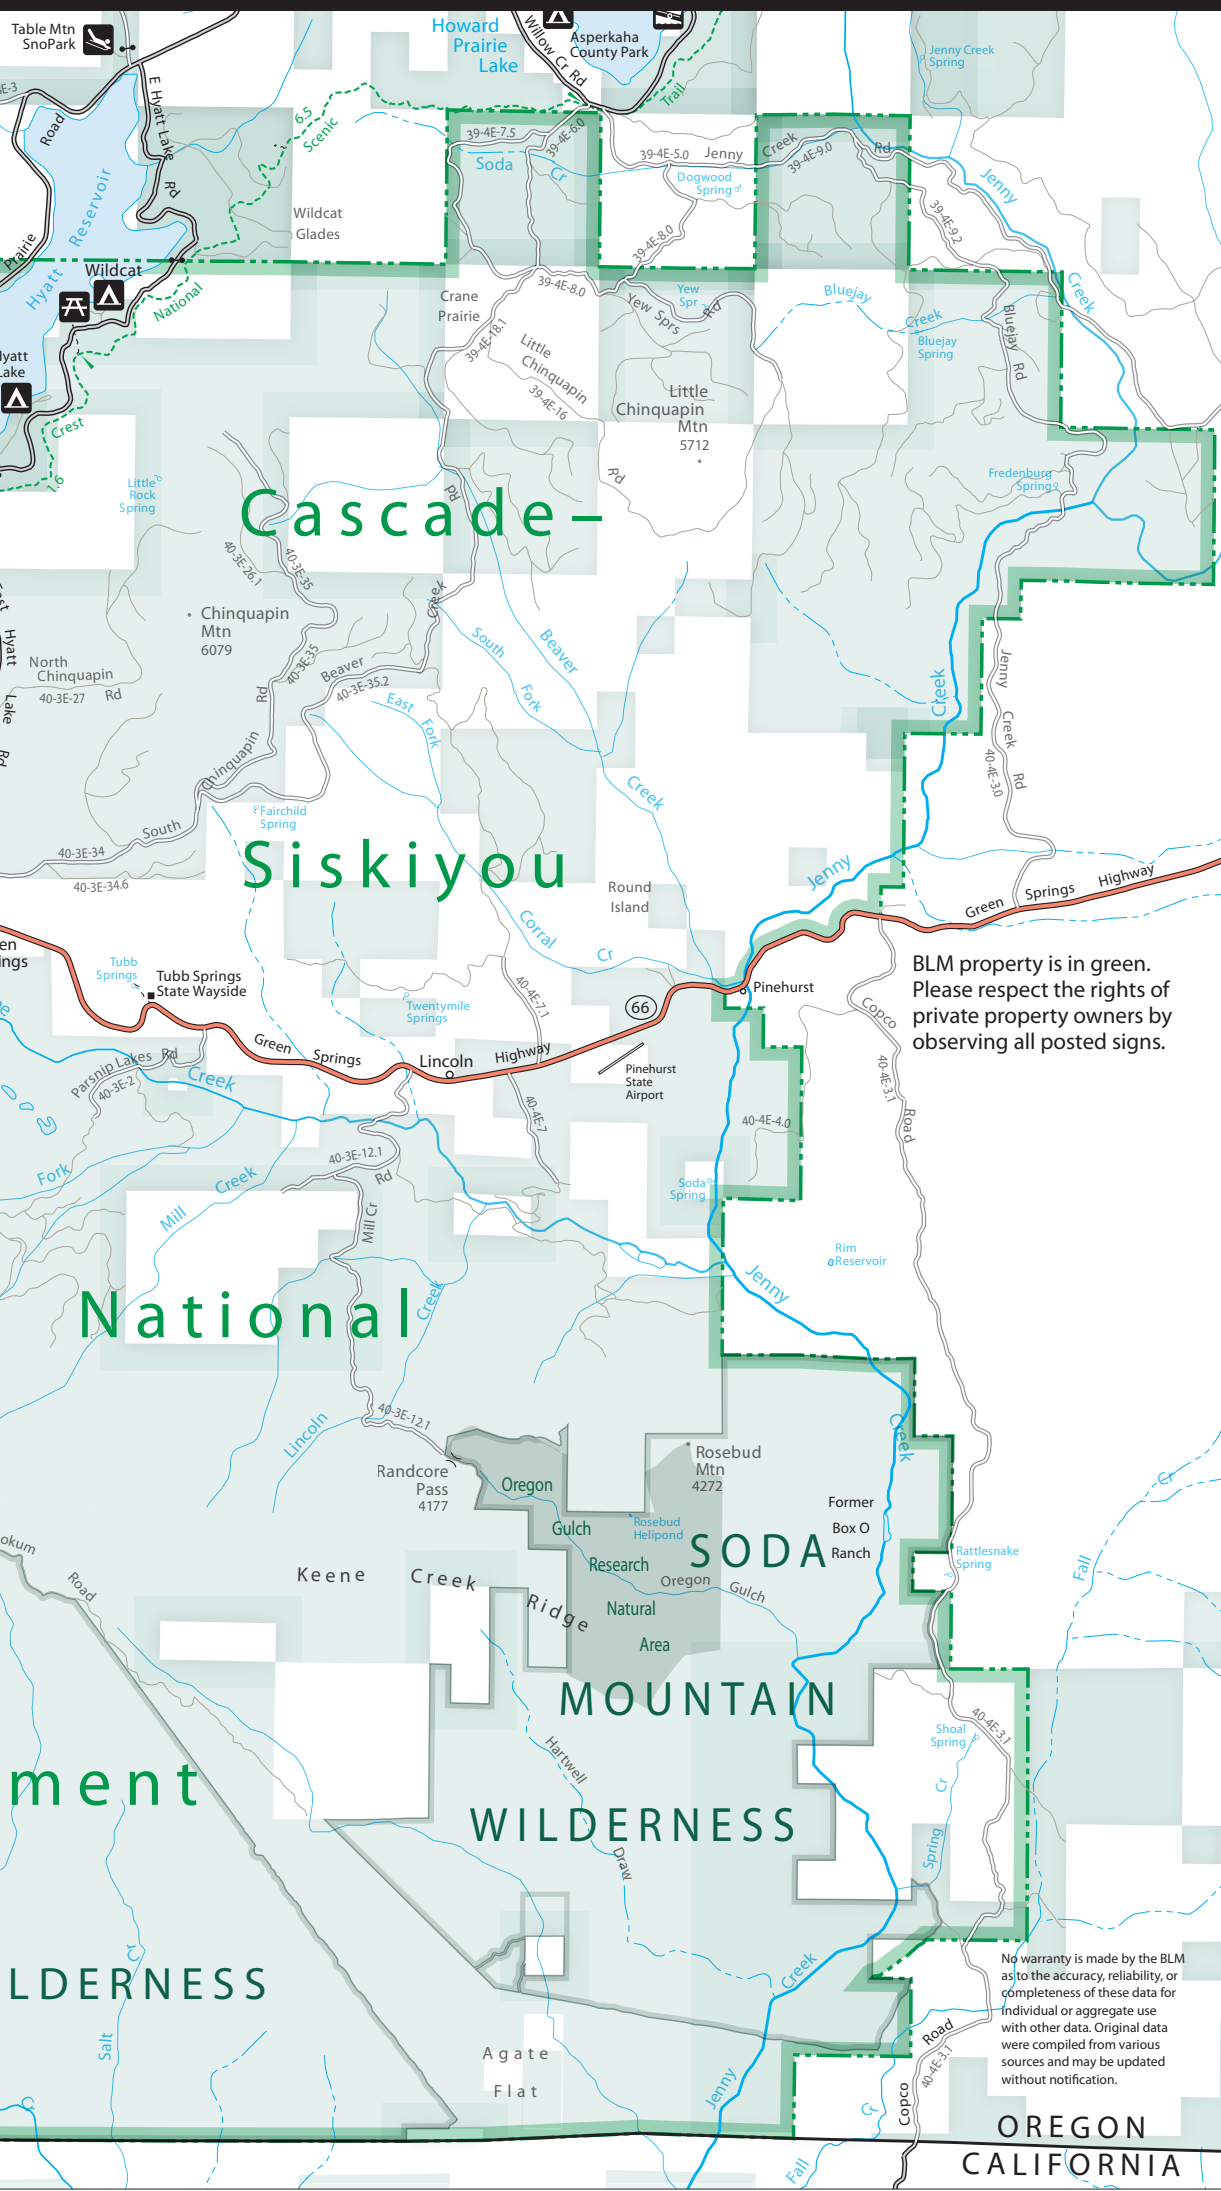 Table Mtn
SnoPark
Howard
Prairie
Lake
Willow Cr Rd
Asperkaha
County Park
Jenny Creek
Spring
E-3
Road
E Hyatt Lake
Rd
6.5
Scenic
Trail
39-4E-7.5
39-4E-6.0
Soda
Cr
39-4E-5.0
Jenny
Creek
39-4E-9.0
Rd
Dogwood
Spring
Jenny
39-4E-9.2
39-4E-8.0
Wildcat
Glades
Reservoir
Hyatt
Prairie
Wildcat
National
Crane
Prairie
39-4E-8.0
39-4E-18.1
Yew
Spr
Yew Sprs
Rd
Bluejay
Creek
Bluejay
Spring
Bluejay
Rd
Creek
yatt
Lake
Little
Chinquapin
39-4E-16
Rd
Little
Chinquapin
Mtn
5712
Crest
1.6
Little
Rock
Spring
Rd
Fredenburg
Spring
Cascade–
40-3E-26.1
40-3E-35
Chinquapin
Mtn
6079
Creek
South
Fork
Beaver
East
Hyatt
Lake
Rd
North
Chinquapin
40-3E-27
Rd
40-3E-35
Rd
Beaver
40-3E-35.2
East
Fork
Creek
Jenny
Creek
Rd
40-4E-3.0
Chinquapin
South
40-3E-34
40-3E-34.6
Fairchild
Spring
Creek
Siskiyou
Round
Island
Jenny
Corral
Cr
Green
Springs
Highway
en
ings
Tubb
Springs
Tubb Springs
State Wayside
Twentymile
Springs
40-4E-7.1
66
Pinehurst
BLM property is in green.
Please respect the rights of
private property owners by
observing all posted signs.
Copco
40-4E-3.1
Road
Green
Springs
Lincoln
Highway
Pinehurst
State
Airport
Parsnip Lakes
Rd
40-3E-2
Creek
40-4E-7
40-4E-4.0
40-3E-12.1
Rd
Fork
Mill
Creek
Mill Cr
Soda
Spring
Rim
Reservoir
Jenny
National
Creek
Lincoln
40-3E-12.1
Creek
Randcore
Pass
4177
Rosebud
Mtn
4272
Oregon
Gulch
Research
Natural
Area
Rosebud
Helipond
Former
Box O
Ranch
SODA
Oregon
Gulch
Rattlesnake
Spring
Cr
Fall
okum
Road
Keene
Creek
Ridge
MOUNTAIN
Shoal
Spring
40-4E-3.1
Cr
Spring
ment
Hartwell
Draw
WILDERNESS
Cr
LDERNESS
Salt
Creek
No warranty is made by the BLM
as to the accuracy, reliability, or
completeness of these data for
individual or aggregate use
with other data. Original data
were compiled from various
sources and may be updated
without notification.
Road
40-4E-3.1
Agate
Flat
Jenny
Cr
Cr
Copco
Fall
OREGON
CALIFORNIA